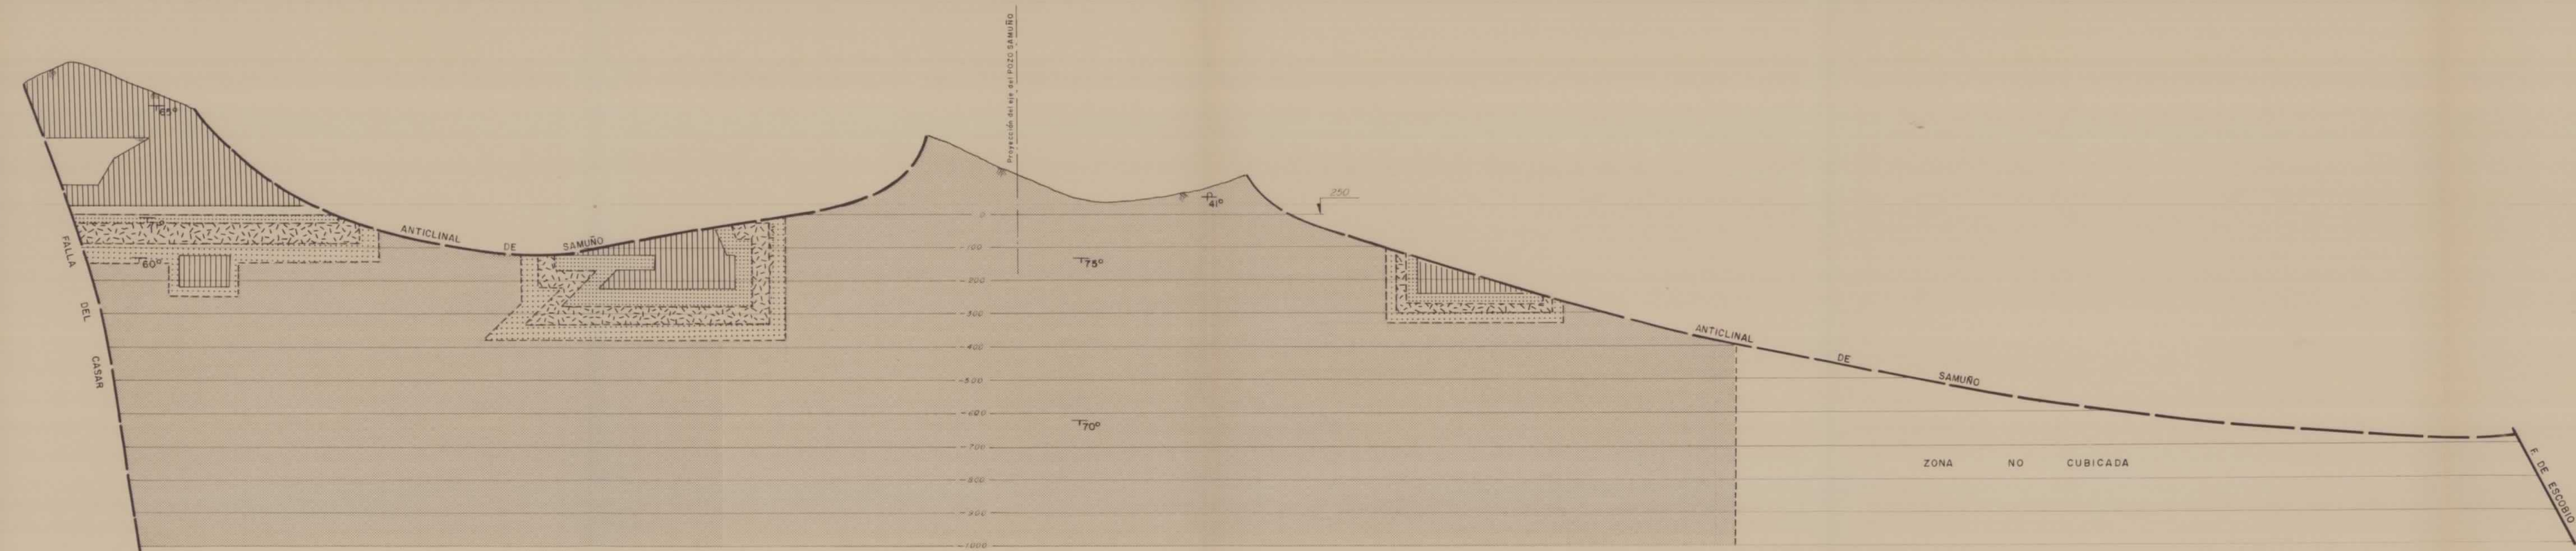 Proyección del eje del POZO SAMUÑO
65°
250
41°
0
ANTICLINAL DE SAMUÑO
FALLA DEL CASAR
-100
60°
75°
-200
-300
ANTICLINAL DE SAMUÑO
-400
-500
-600
70°
-700
ZONA NO CUBICADA
F. DE ESCOBIO
-800
-900
-1000